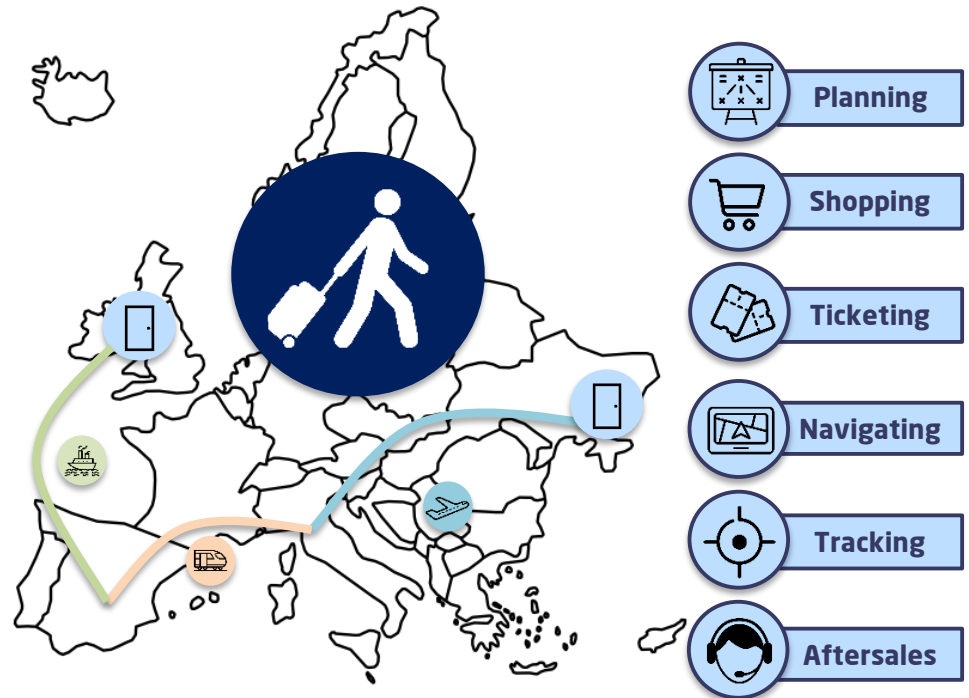 Planning
Shopping
Ticketing
Navigating
Tracking
Aftersales